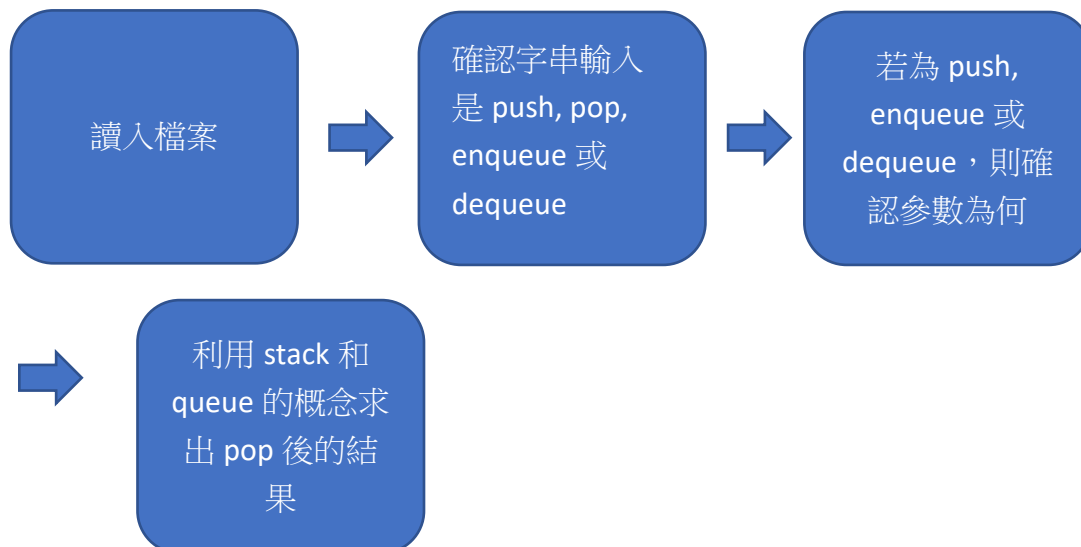 讀入檔案
確認字串輸入
是 push, pop,
enqueue 或
dequeue
若為 push,
enqueue 或
dequeue，則確
認參數為何
利用 stack 和
queue 的概念求
出 pop 後的結
果